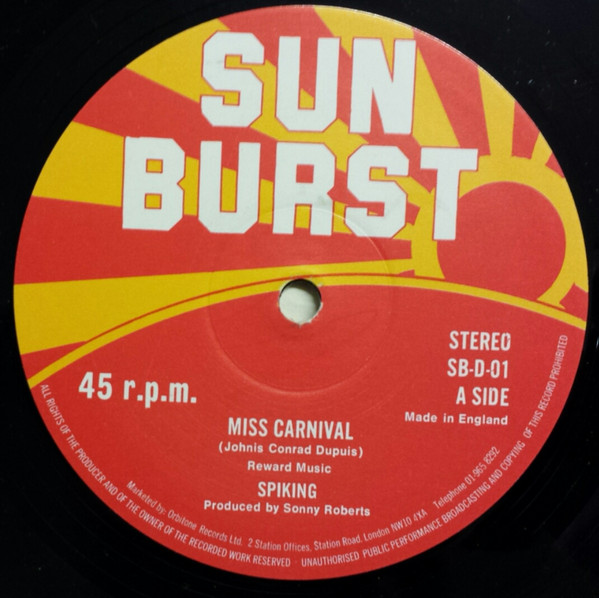 SUN
BURST
STEREO
SB-D-01
A SIDE
Made in England
45 r.p.m.
MISS CARNIVAL
(Johnis Conrad Dupuis)
Reward Music
SPIKING
Produced by Sonny Roberts
Marketed by: Orbitone Records Ltd. 2 Station Offices, Station Road. London NW10 4XA Telephone 01.965 8292
ALL RIGHTS OF THE PRODUCER AND OF THE OWNER OF THE RECORDED WORK RESERVED · UNAUTHORISED PUBLIC PERFORMANCE BROADCASTING AND COPYING OF THIS RECORD PROHIBITED